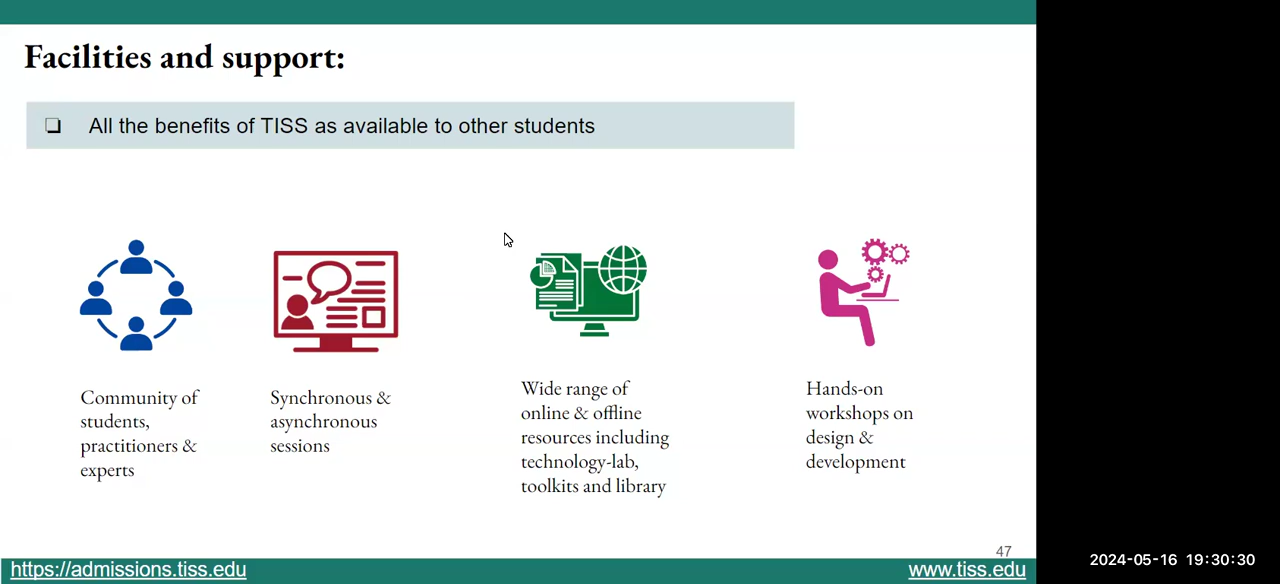 Facilities and support:
❏ All the benefits of TISS as available to other students
Community of
students,
practitioners &
experts
Synchronous &
asynchronous
sessions
Wide range of
online & offline
resources including
technology-lab,
toolkits and library
Hands-on
workshops on
design &
development
47
https://admissions.tiss.edu
www.tiss.edu
2024-05-16 19:30:30